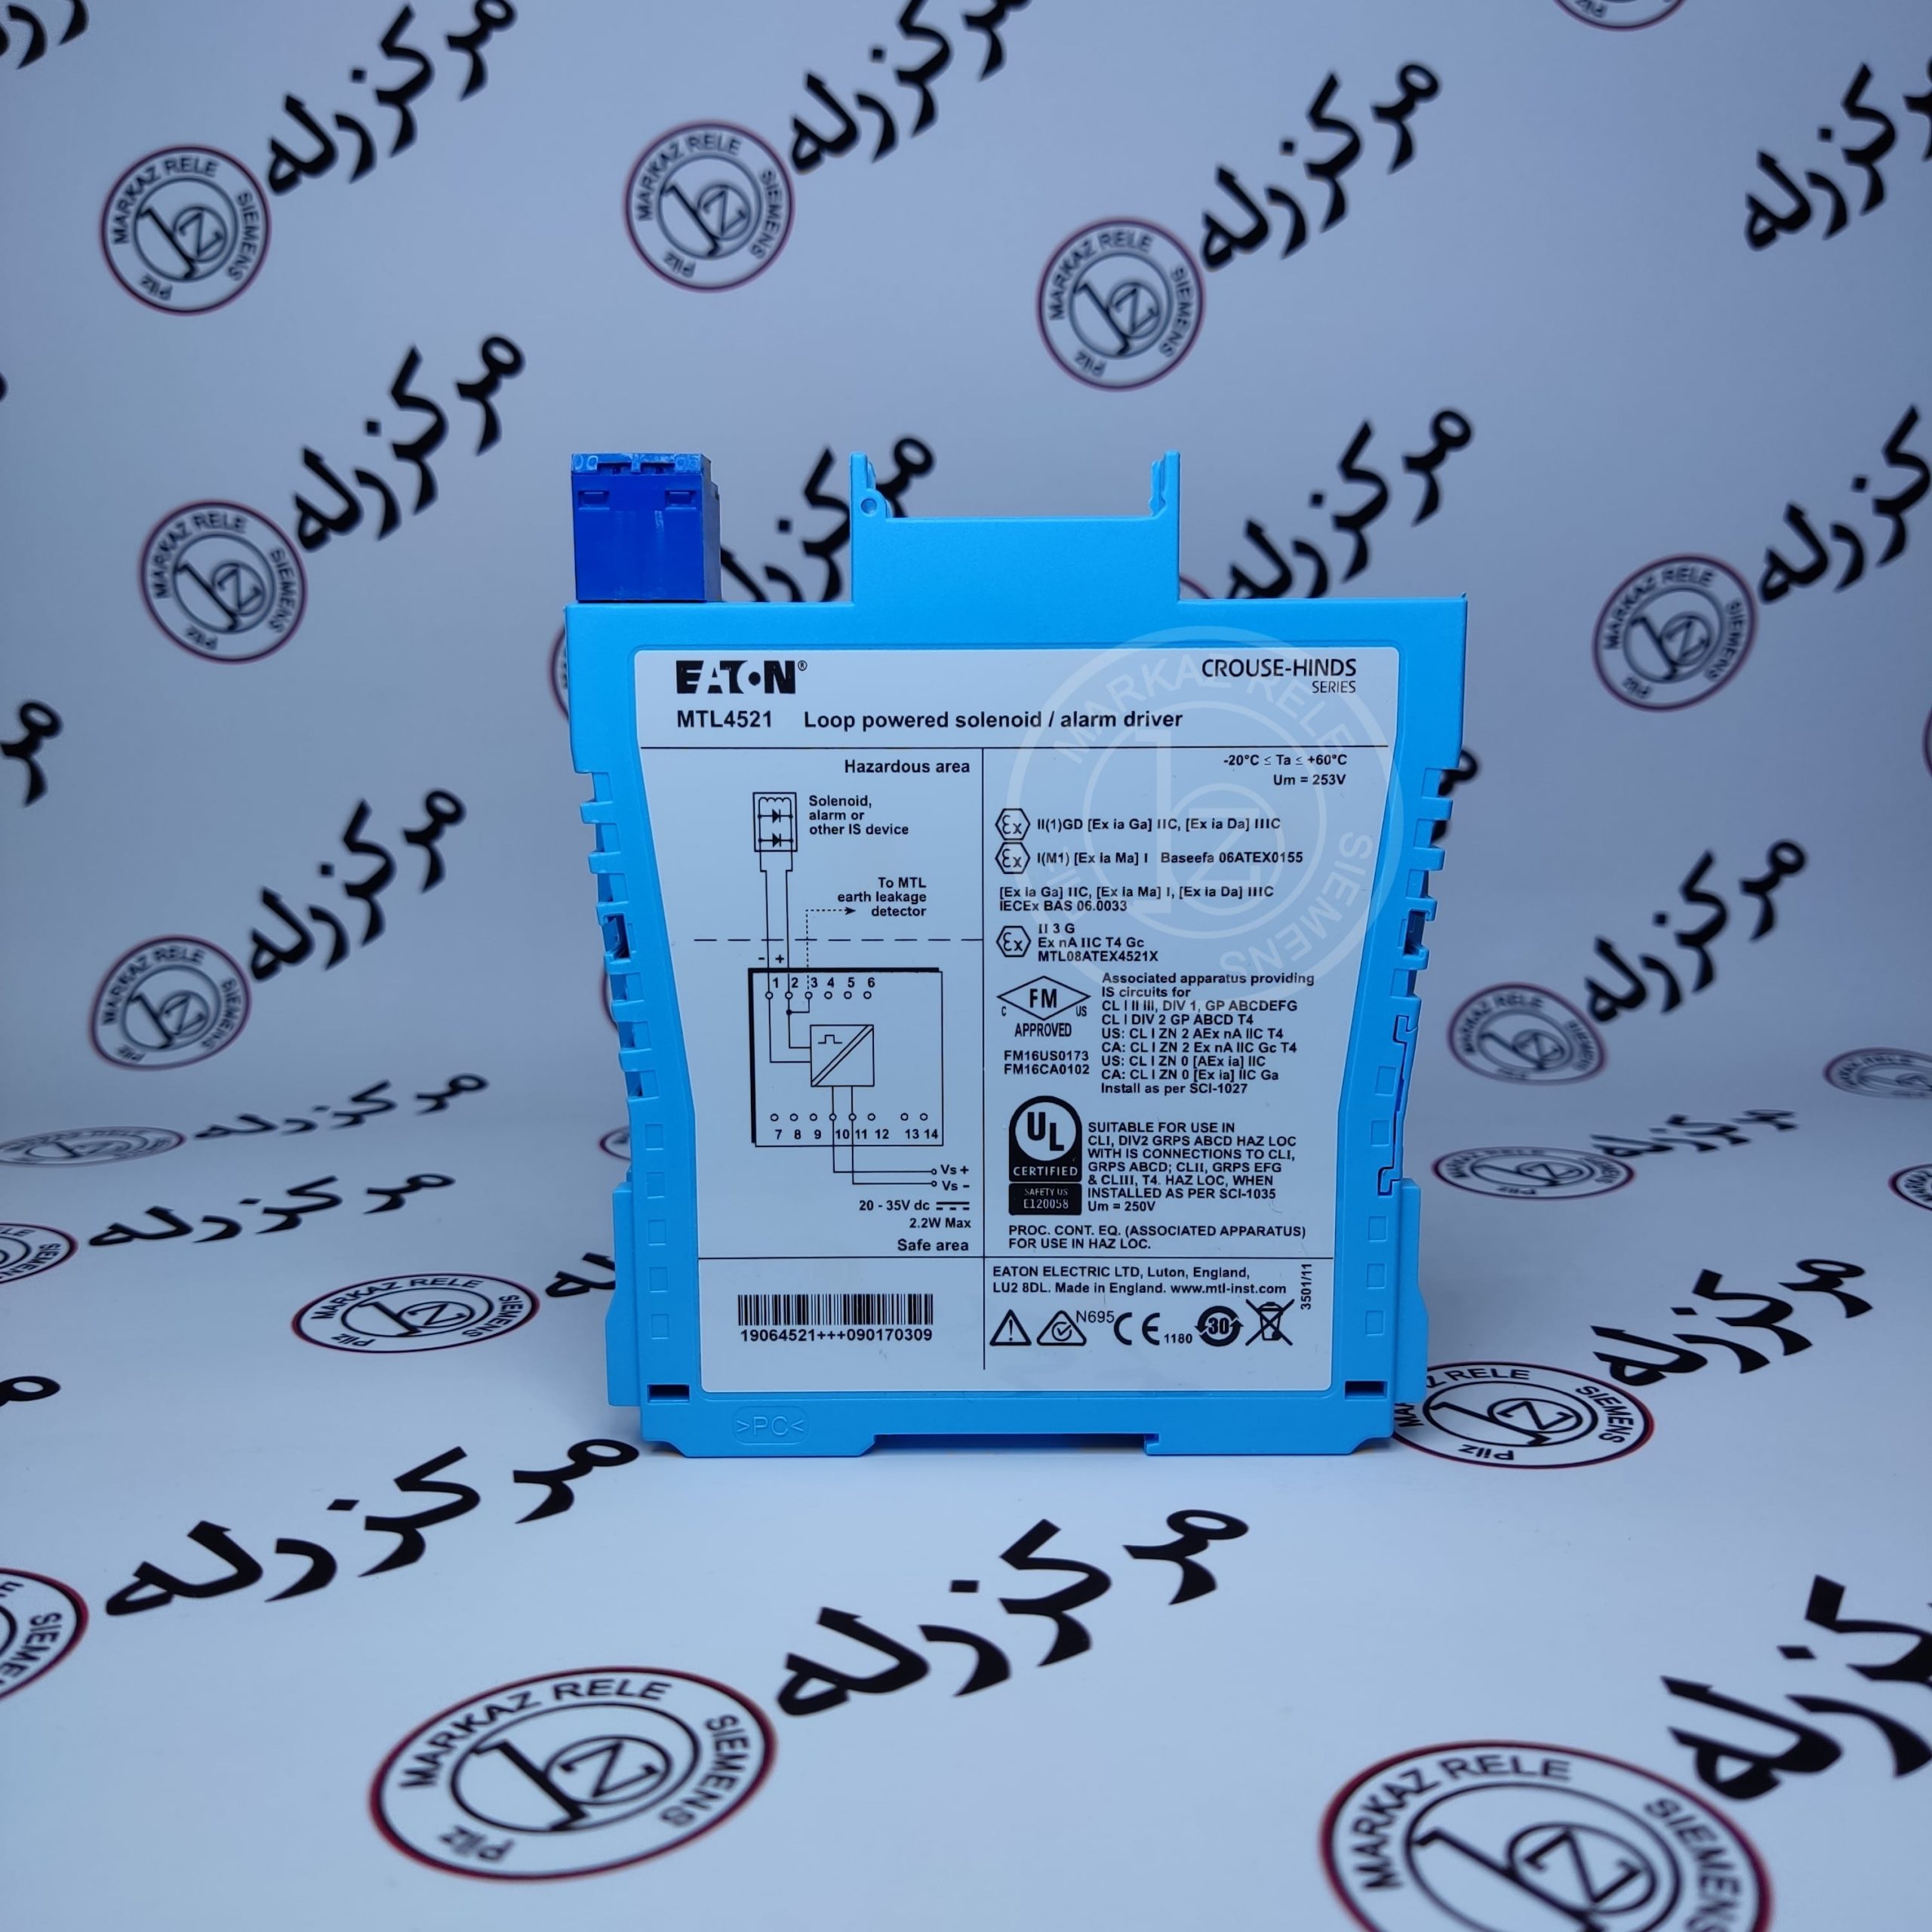 مرکز رله
MARKAZ RELE
SIEMENS
Pilz
EATON®
CROUSE-HINDS
SERIES
MTL4521 Loop powered solenoid / alarm driver
Hazardous area
Solenoid,
alarm or
other IS device
To MTL
earth leakage
detector
- +
1 2 3 4 5 6
7 8 9 10 11 12 13 14
Vs +
Vs -
20 - 35V dc
2.2W Max
Safe area
-20°C ≤ Ta ≤ +60°C
Um = 253V
Ex II(1)GD [Ex ia Ga] IIC, [Ex ia Da] IIIC
Ex I(M1) [Ex ia Ma] I Baseefa 06ATEX0155
[Ex ia Ga] IIC, [Ex ia Ma] I, [Ex ia Da] IIIC
IECEx BAS 06.0033
II 3 G
Ex Ex nA IIC T4 Gc
MTL08ATEX4521X
FM
C US
APPROVED
FM16US0173
FM16CA0102
Associated apparatus providing
IS circuits for
CL I II III, DIV 1, GP ABCDEFG
CL I DIV 2 GP ABCD T4
US: CL I ZN 2 AEx nA IIC T4
CA: CL I ZN 2 Ex nA IIC Gc T4
US: CL I ZN 0 [AEx ia] IIC
CA: CL I ZN 0 [Ex ia] IIC Ga
Install as per SCI-1027
UL
CERTIFIED
SAFETY US
E120058
SUITABLE FOR USE IN
CLI, DIV2 GRPS ABCD HAZ LOC
WITH IS CONNECTIONS TO CLI,
GRPS ABCD; CLII, GRPS EFG
& CLIII, T4. HAZ LOC, WHEN
INSTALLED AS PER SCI-1035
Um = 250V
PROC. CONT. EQ. (ASSOCIATED APPARATUS)
FOR USE IN HAZ LOC.
19064521+++090170309
EATON ELECTRIC LTD, Luton, England,
LU2 8DL. Made in England. www.mtl-inst.com
3501/11
N695 CE 1180 30
>PC<